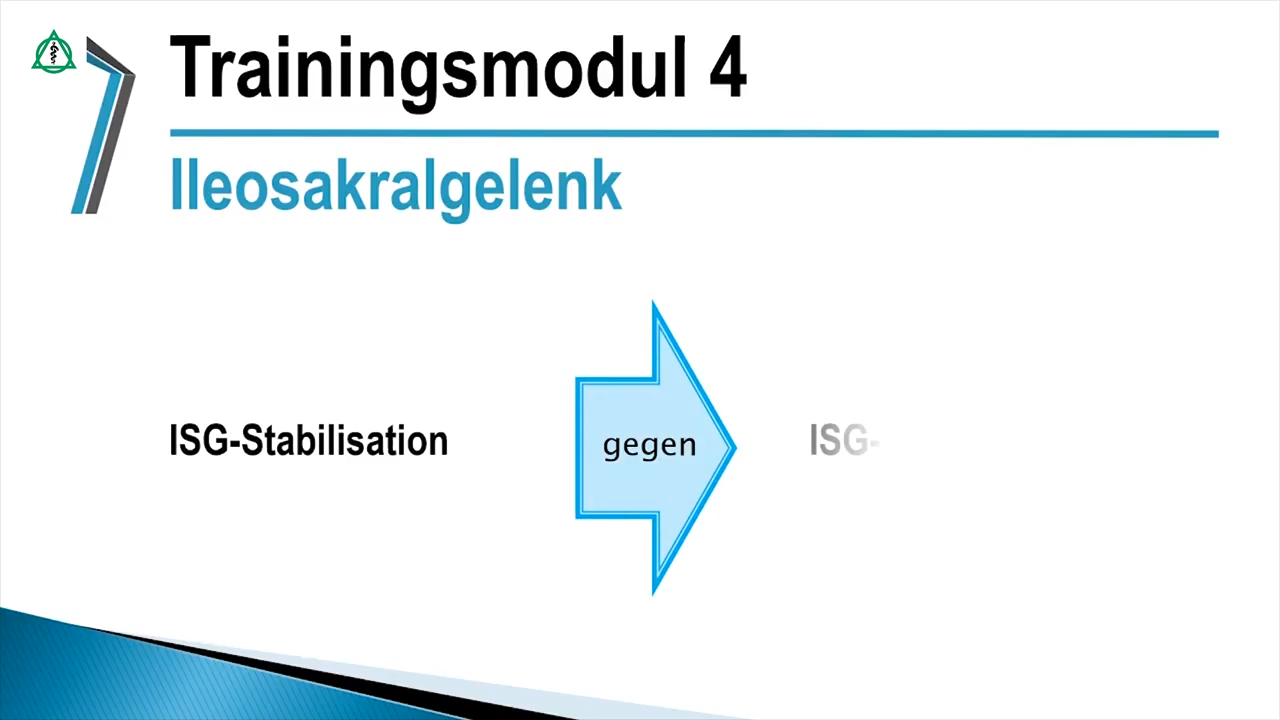 Trainingsmodul 4
Ileosakralgelenk
ISG-Stabilisation
gegen
ISG-